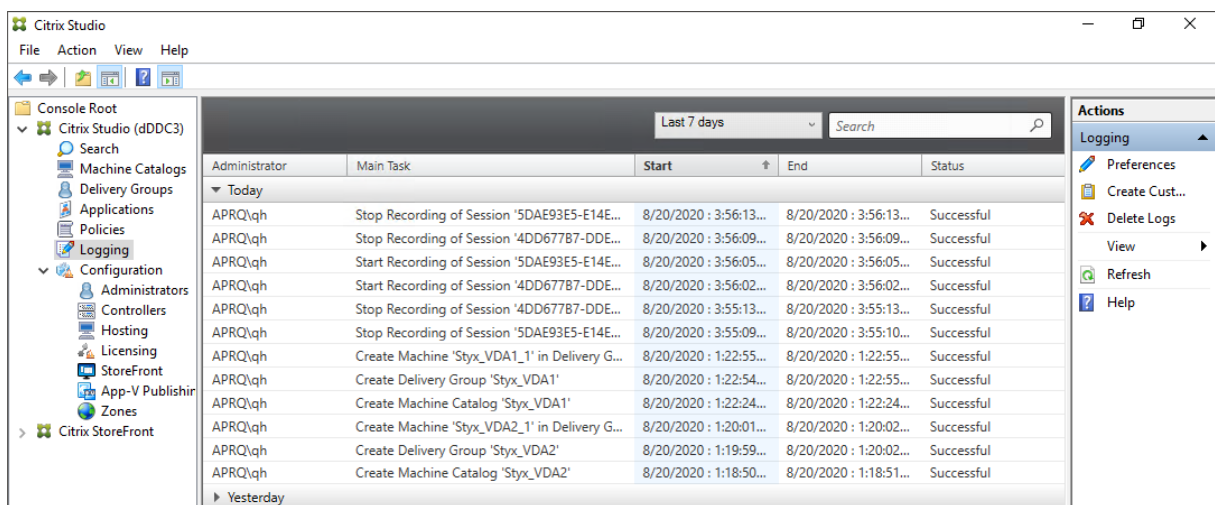 Citrix Studio
File Action View Help
Console Root
Citrix Studio (dDDC3)
Search
Machine Catalogs
Delivery Groups
Applications
Policies
Logging
Configuration
Administrators
Controllers
Hosting
Licensing
StoreFront
App-V Publishin
Zones
Citrix StoreFront
Last 7 days Search
Administrator Main Task Start End Status
Today
APRQ\qh Stop Recording of Session '5DAE93E5-E14E... 8/20/2020 : 3:56:13... 8/20/2020 : 3:56:13... Successful
APRQ\qh Stop Recording of Session '4DD677B7-DDE... 8/20/2020 : 3:56:09... 8/20/2020 : 3:56:09... Successful
APRQ\qh Start Recording of Session '5DAE93E5-E14E... 8/20/2020 : 3:56:05... 8/20/2020 : 3:56:05... Successful
APRQ\qh Start Recording of Session '4DD677B7-DDE... 8/20/2020 : 3:56:02... 8/20/2020 : 3:56:02... Successful
APRQ\qh Stop Recording of Session '4DD677B7-DDE... 8/20/2020 : 3:55:13... 8/20/2020 : 3:55:13... Successful
APRQ\qh Stop Recording of Session '5DAE93E5-E14E... 8/20/2020 : 3:55:09... 8/20/2020 : 3:55:10... Successful
APRQ\qh Create Machine 'Styx_VDA1_1' in Delivery G... 8/20/2020 : 1:22:55... 8/20/2020 : 1:22:55... Successful
APRQ\qh Create Delivery Group 'Styx_VDA1' 8/20/2020 : 1:22:54... 8/20/2020 : 1:22:55... Successful
APRQ\qh Create Machine Catalog 'Styx_VDA1' 8/20/2020 : 1:22:24... 8/20/2020 : 1:22:24... Successful
APRQ\qh Create Machine 'Styx_VDA2_1' in Delivery G... 8/20/2020 : 1:20:01... 8/20/2020 : 1:20:02... Successful
APRQ\qh Create Delivery Group 'Styx_VDA2' 8/20/2020 : 1:19:59... 8/20/2020 : 1:20:02... Successful
APRQ\qh Create Machine Catalog 'Styx_VDA2' 8/20/2020 : 1:18:50... 8/20/2020 : 1:18:51... Successful
Yesterday
Actions
Logging
Preferences
Create Cust...
Delete Logs
View
Refresh
Help